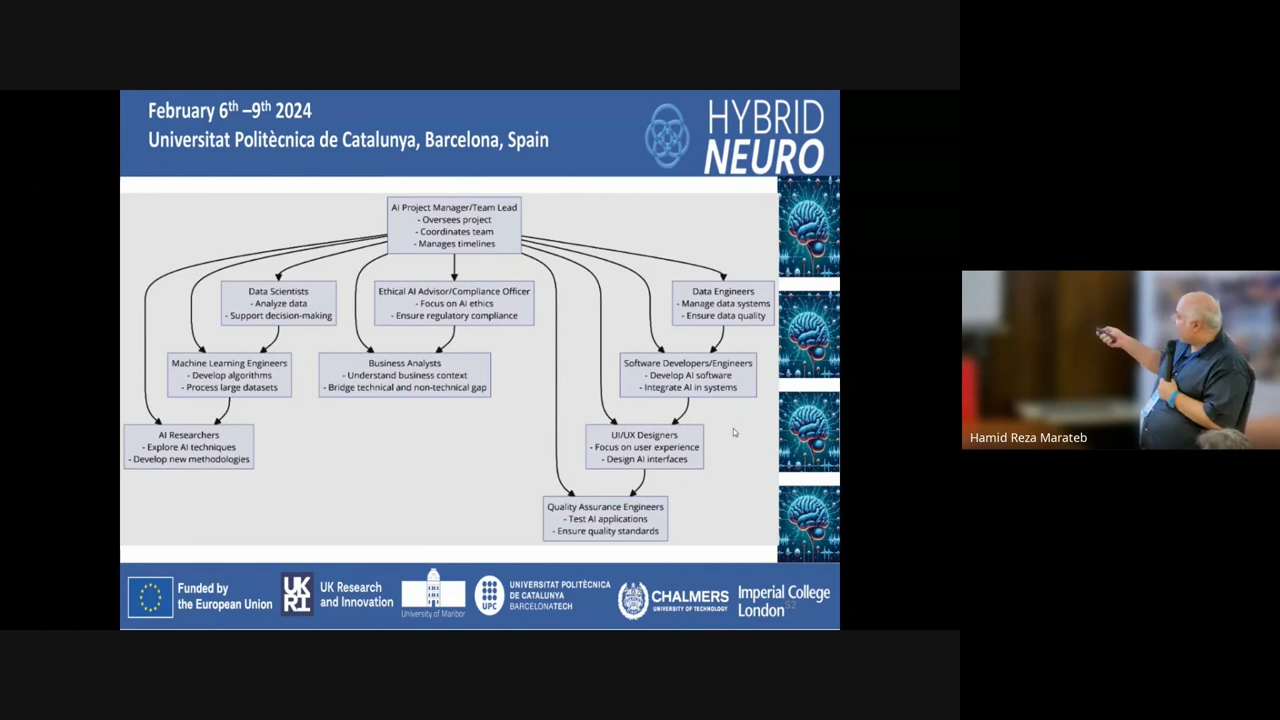 February 6th –9th 2024
Universitat Politècnica de Catalunya, Barcelona, Spain
HYBRID
NEURO
AI Project Manager/Team Lead
- Oversees project
- Coordinates team
- Manages timelines
Data Scientists
- Analyze data
- Support decision-making
Ethical AI Advisor/Compliance Officer
- Focus on AI ethics
- Ensure regulatory compliance
Data Engineers
- Manage data systems
- Ensure data quality
Machine Learning Engineers
- Develop algorithms
- Process large datasets
Business Analysts
- Understand business context
- Bridge technical and non-technical gap
Software Developers/Engineers
- Develop AI software
- Integrate AI in systems
AI Researchers
- Explore AI techniques
- Develop new methodologies
UI/UX Designers
- Focus on user experience
- Design AI interfaces
Quality Assurance Engineers
- Test AI applications
- Ensure quality standards
Hamid Reza Marateb
Funded by
the European Union
UK
RI
UK Research
and Innovation
University of Maribor
UPC
UNIVERSITAT POLITÈCNICA
DE CATALUNYA
BARCELONATECH
CHALMERS
UNIVERSITY OF TECHNOLOGY
Imperial College
London
52